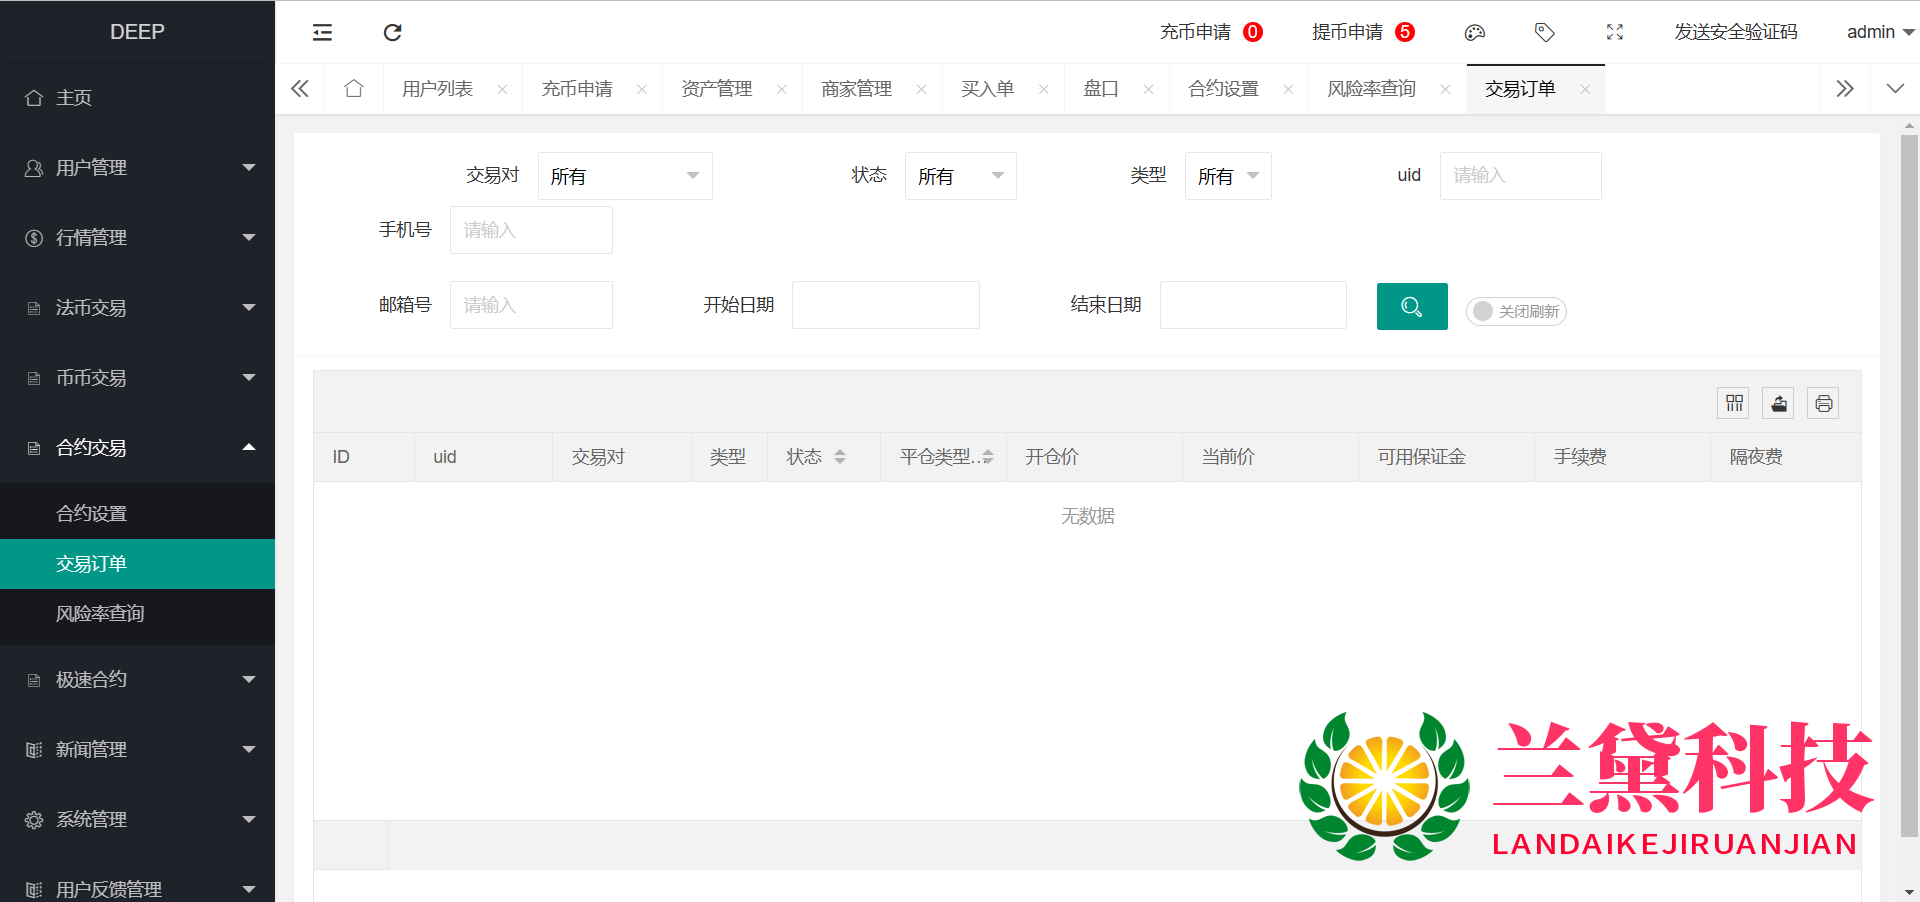 DEEP
充币申请 0
提币申请 5
发送安全验证码
admin
用户列表
充币申请
资产管理
商家管理
买入单
盘口
合约设置
风险率查询
交易订单
主页
用户管理
行情管理
法币交易
币币交易
合约交易
合约设置
交易订单
风险率查询
极速合约
新闻管理
系统管理
用户反馈管理
交易对 所有
状态 所有
类型 所有
uid 请输入
手机号 请输入
邮箱号 请输入
开始日期
结束日期
关闭刷新
ID uid 交易对 类型 状态 平仓类型... 开仓价 当前价 可用保证金 手续费 隔夜费
无数据
兰黛科技
LANDAIKEJIRUANJIAN